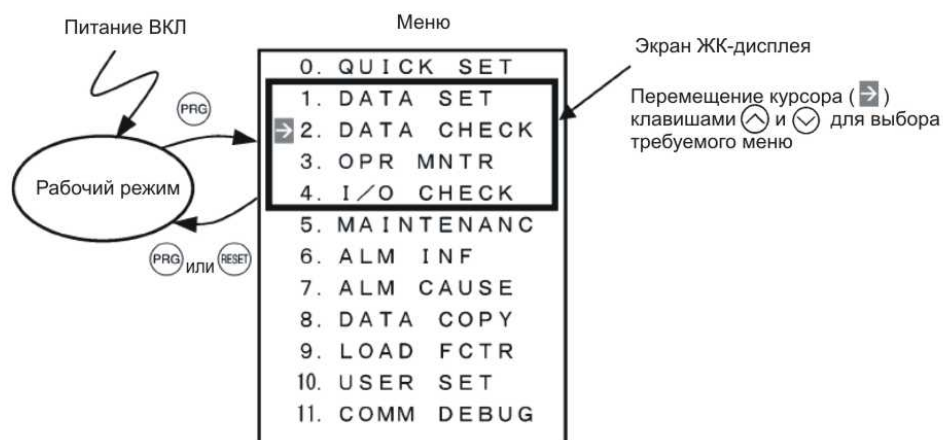 Питание ВКЛ
Меню
Экран ЖК-дисплея
Перемещение курсора ( → )
клавишами и для выбора
требуемого меню
PRG
Рабочий режим
PRG или RESET
0. QUICK SET
1. DATA SET
→ 2. DATA CHECK
3. OPR MNTR
4. I/O CHECK
5. MAINTENANC
6. ALM INF
7. ALM CAUSE
8. DATA COPY
9. LOAD FCTR
10. USER SET
11. COMM DEBUG